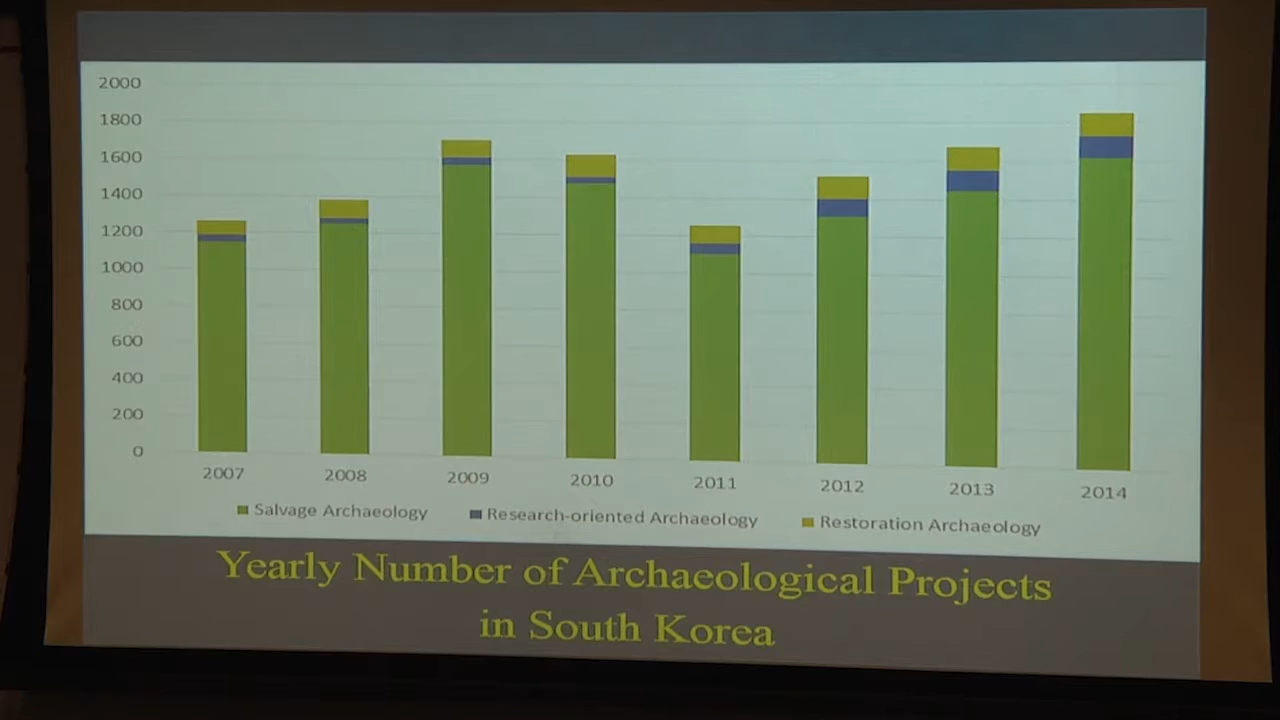 2000
1800
1600
1400
1200
1000
800
600
400
200
0
2007 2008 2009 2010 2011 2012 2013 2014
Salvage Archaeology Research-oriented Archaeology Restoration Archaeology
Yearly Number of Archaeological Projects
in South Korea